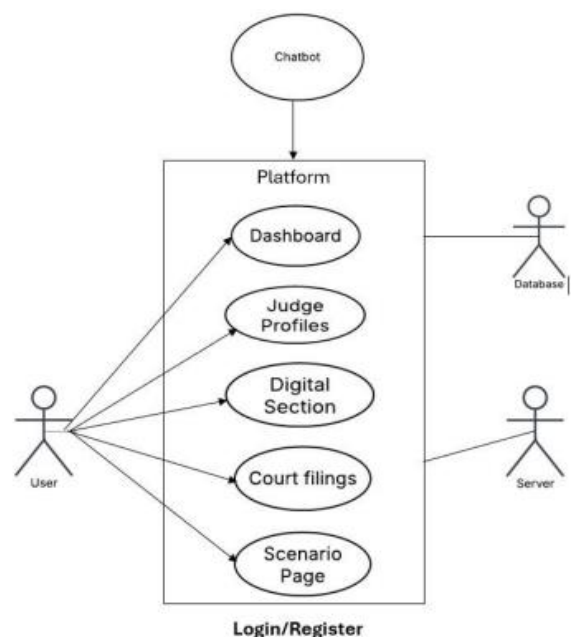 Chatbot
Platform
Dashboard
Database
Judge
Profiles
Digital
Section
User
Court filings
Server
Scenario
Page
Login/Register